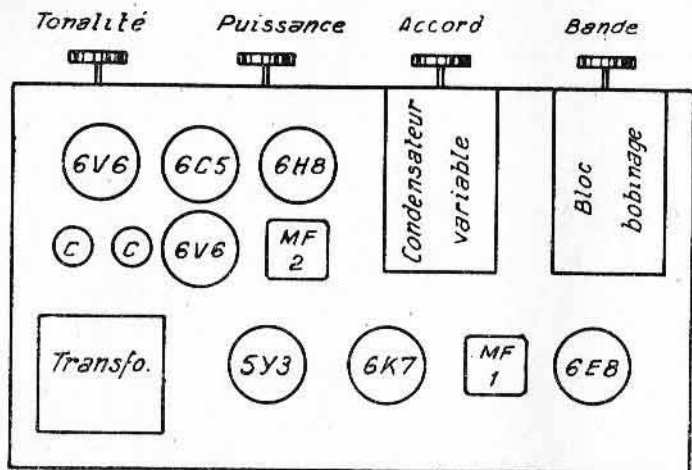 Tonalité Puissance Accord Bande
6V6 6C5 6H8
Condensateur
variable
Bloc
bobinage
C C 6V6 MF
2
Transfo. 5Y3 6K7 MF
1
6E8